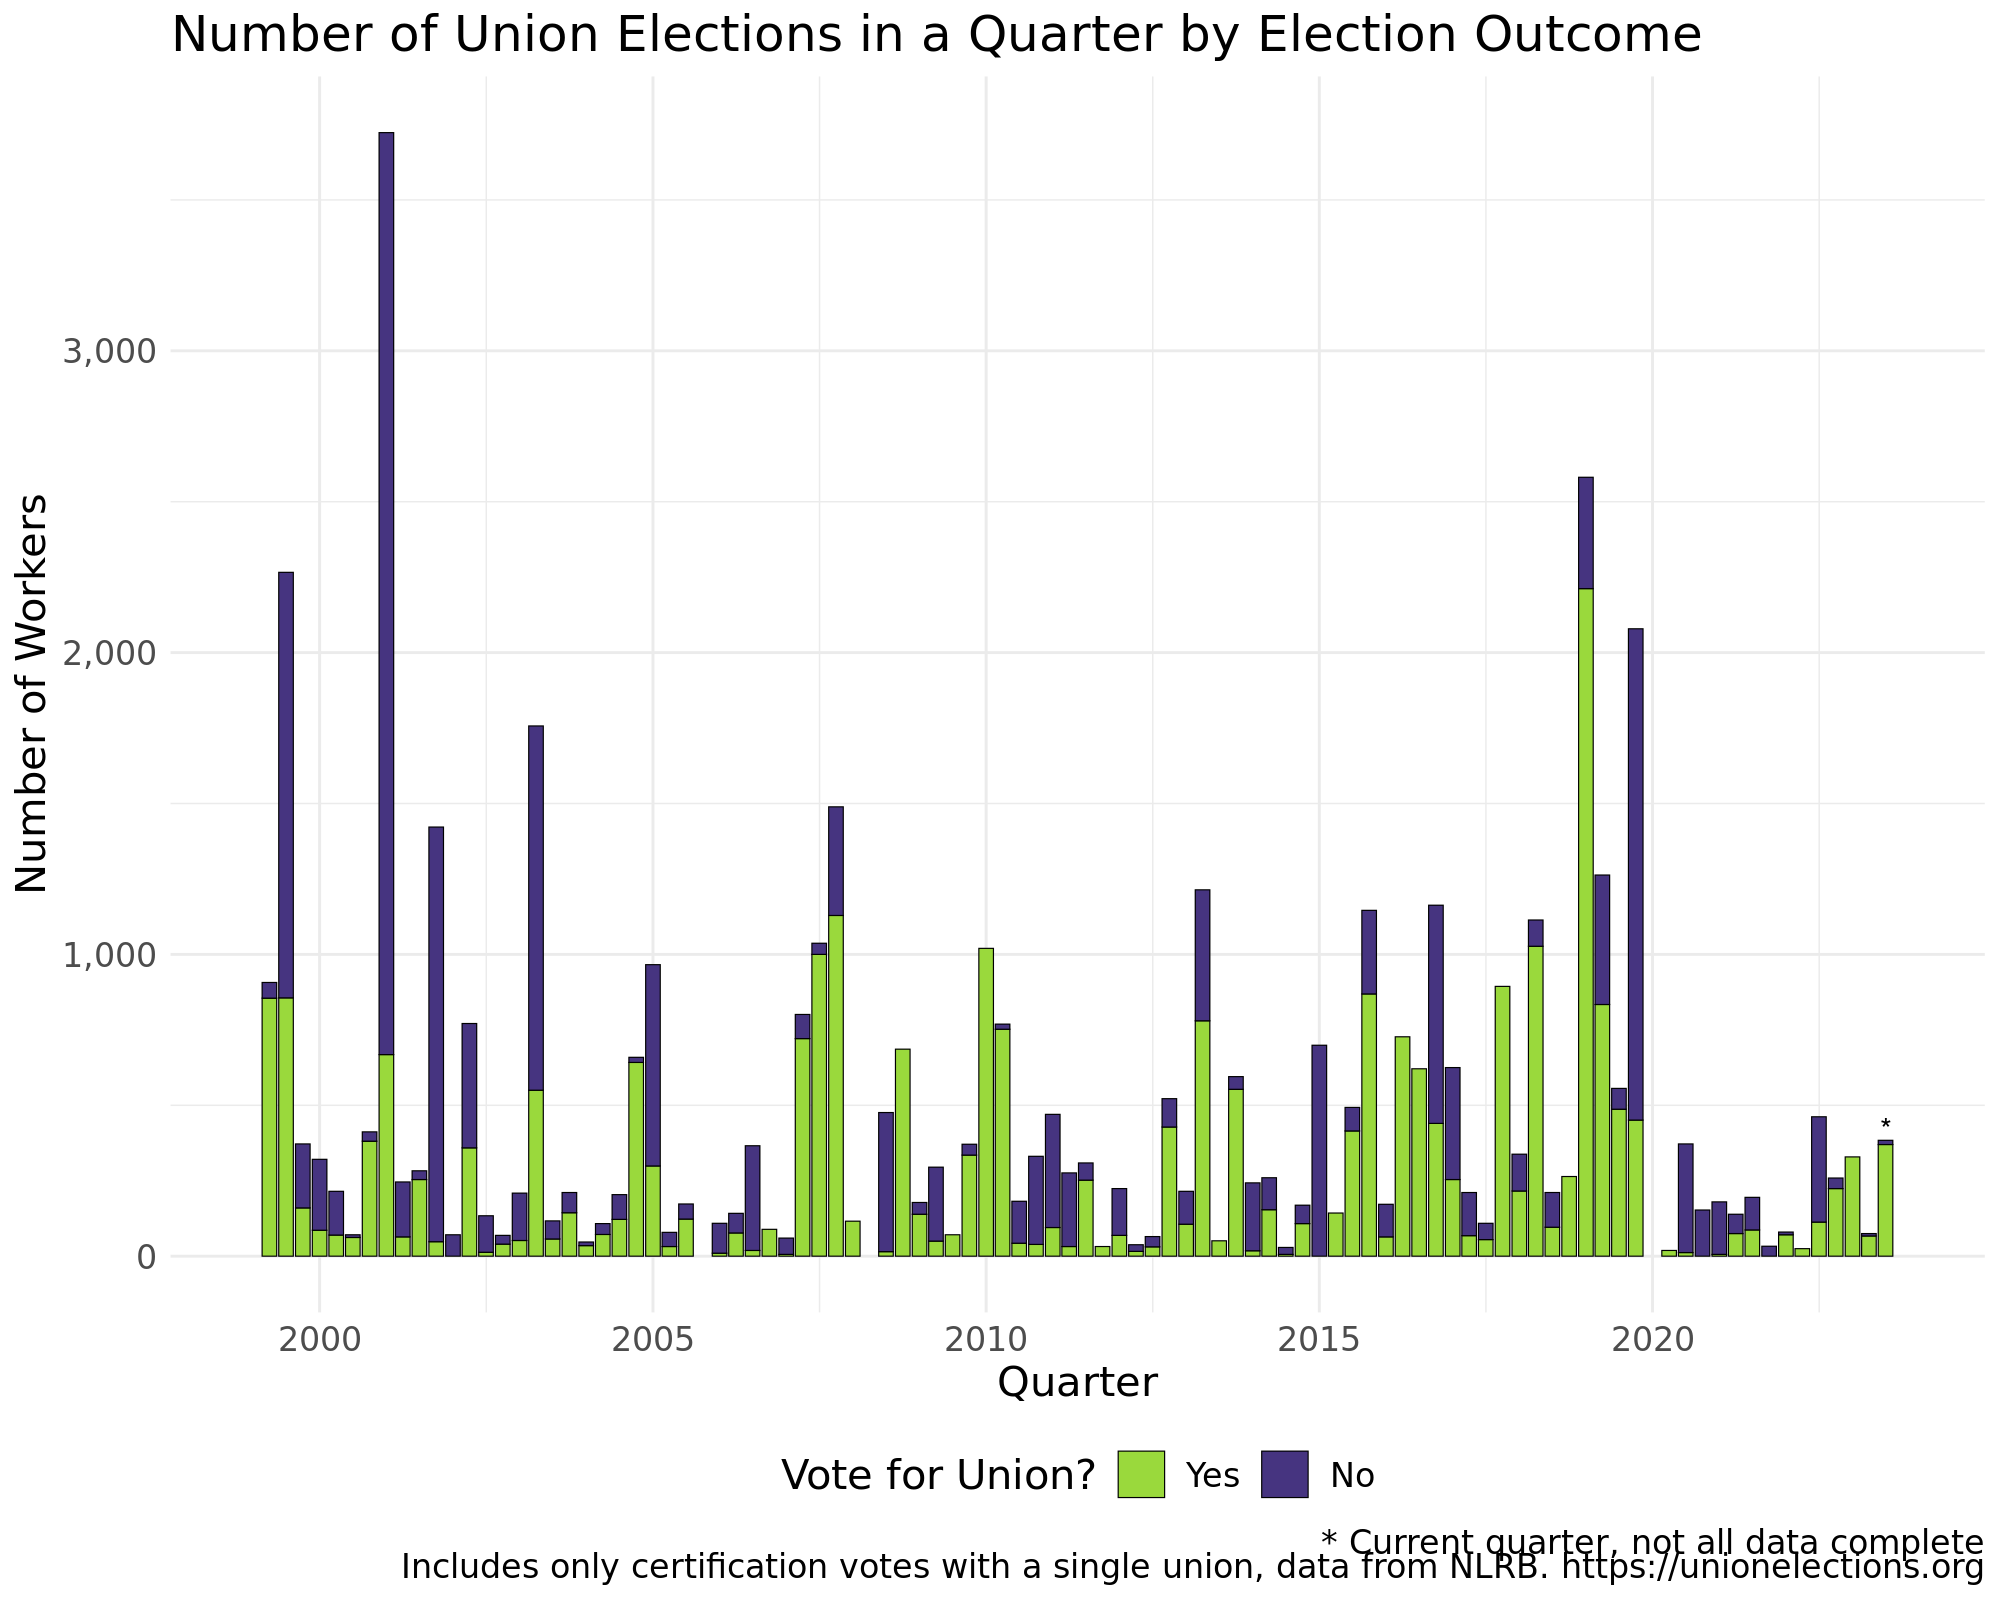 Number of Union Elections in a Quarter by Election Outcome
Number of Workers
3,000
2,000
1,000
0
*
2000 2005 2010 2015 2020
Quarter
Vote for Union? Yes No
* Current quarter, not all data complete
Includes only certification votes with a single union, data from NLRB. https://unionelections.org